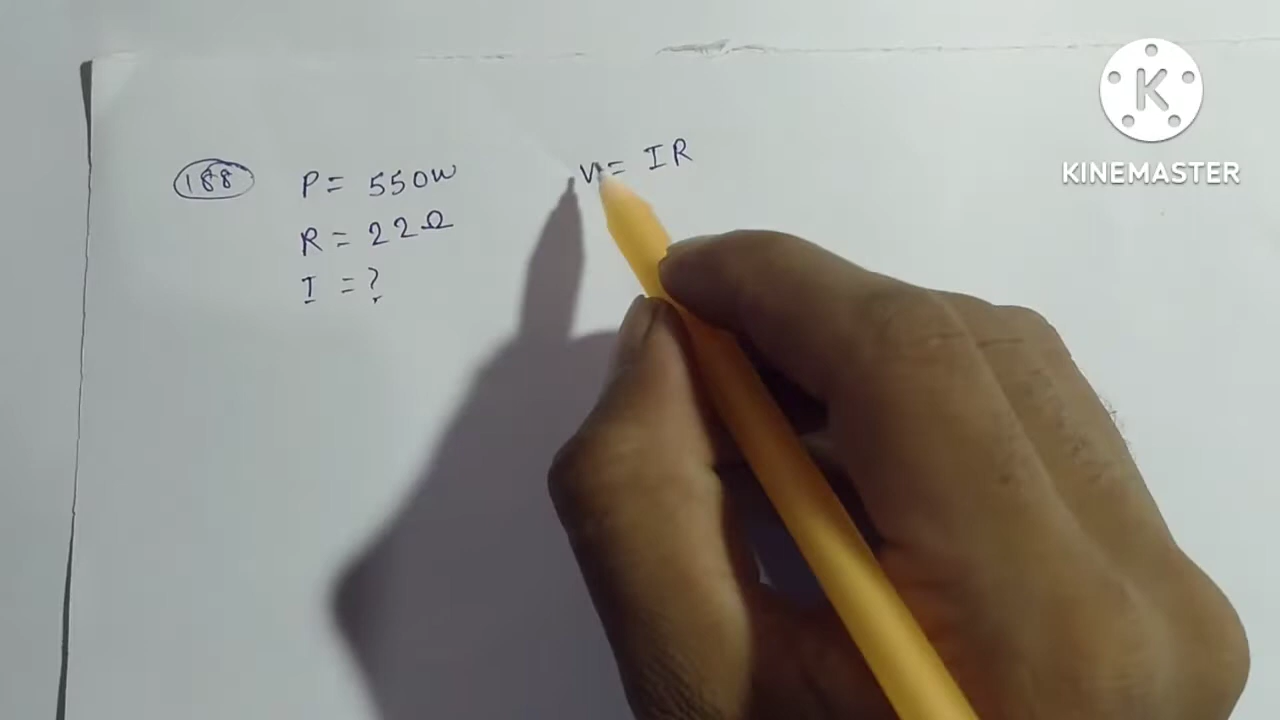 188 P = 550W V = IR
R = 22Ω
I = ?
K
KINEMASTER